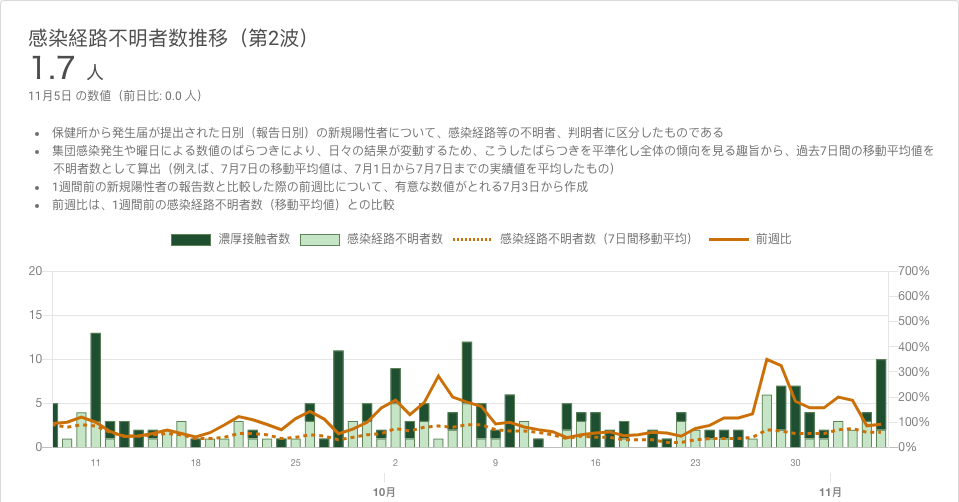 感染経路不明者数推移（第2波）
1.7 人
11月5日 の数値（前日比: 0.0 人）
• 保健所から発生届が提出された日別（報告日別）の新規陽性者について、感染経路等の不明者、判明者に区分したものである
• 集団感染発生や曜日による数値のばらつきにより、日々の結果が変動するため、こうしたばらつきを平準化し全体の傾向を見る趣旨から、過去7日間の移動平均値を
不明者数として算出（例えば、7月7日の移動平均値は、7月1日から7月7日までの実績値を平均したもの）
• 1週間前の新規陽性者の報告数と比較した際の前週比について、有意な数値がとれる7月3日から作成
• 前週比は、1週間前の感染経路不明者数（移動平均値）との比較
濃厚接触者数 感染経路不明者数 感染経路不明者数（7日間移動平均） 前週比
20 700%
600%
15 500%
400%
10 300%
5 200%
100%
0 0%
11 18 25 2 9 16 23 30
10月 11月